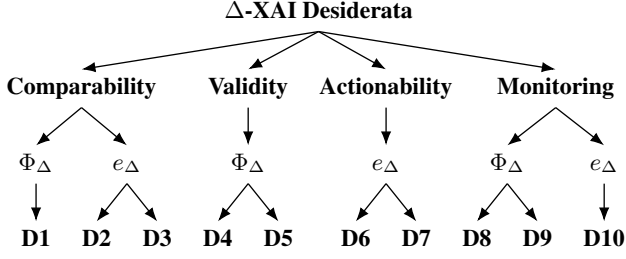 Δ-XAI Desiderata
Comparability Validity Actionability Monitoring
Φ_Δ e_Δ Φ_Δ e_Δ Φ_Δ e_Δ
D1 D2 D3 D4 D5 D6 D7 D8 D9 D10